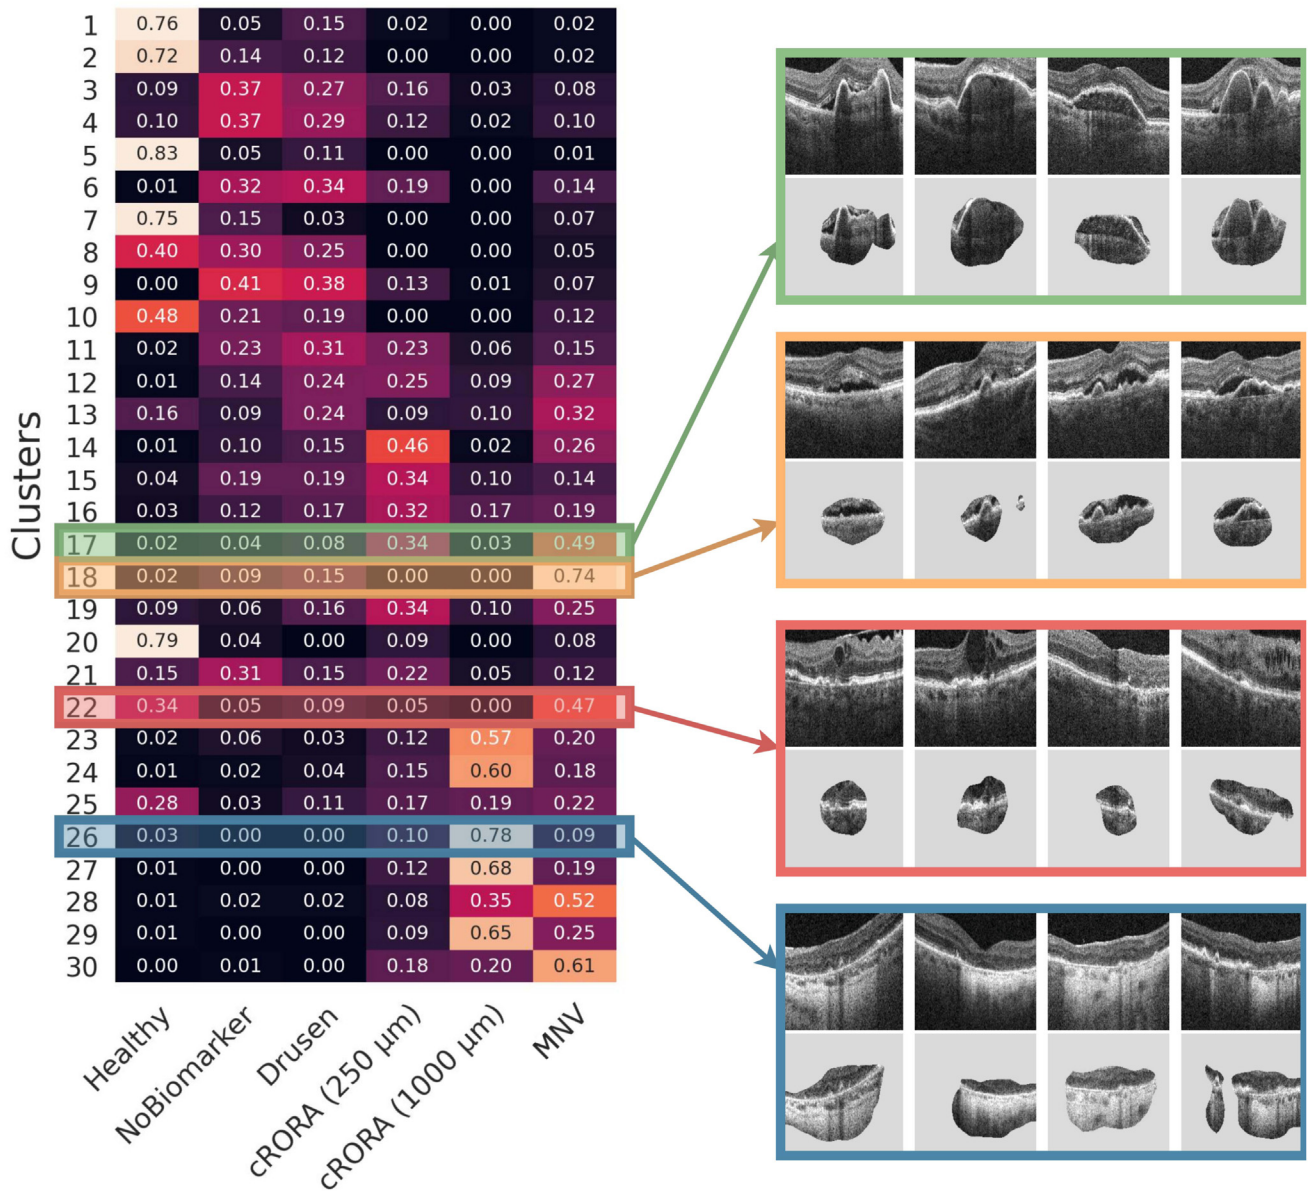 Clusters
1 0.76 0.05 0.15 0.02 0.00 0.02
2 0.72 0.14 0.12 0.00 0.00 0.02
3 0.09 0.37 0.27 0.16 0.03 0.08
4 0.10 0.37 0.29 0.12 0.02 0.10
5 0.83 0.05 0.11 0.00 0.00 0.01
6 0.01 0.32 0.34 0.19 0.00 0.14
7 0.75 0.15 0.03 0.00 0.00 0.07
8 0.40 0.30 0.25 0.00 0.00 0.05
9 0.00 0.41 0.38 0.13 0.01 0.07
10 0.48 0.21 0.19 0.00 0.00 0.12
11 0.02 0.23 0.31 0.23 0.06 0.15
12 0.01 0.14 0.24 0.25 0.09 0.27
13 0.16 0.09 0.24 0.09 0.10 0.32
14 0.01 0.10 0.15 0.46 0.02 0.26
15 0.04 0.19 0.19 0.34 0.10 0.14
16 0.03 0.12 0.17 0.32 0.17 0.19
17 0.02 0.04 0.08 0.34 0.03 0.49
18 0.02 0.09 0.15 0.00 0.00 0.74
19 0.09 0.06 0.16 0.34 0.10 0.25
20 0.79 0.04 0.00 0.09 0.00 0.08
21 0.15 0.31 0.15 0.22 0.05 0.12
22 0.34 0.05 0.09 0.05 0.00 0.47
23 0.02 0.06 0.03 0.12 0.57 0.20
24 0.01 0.02 0.04 0.15 0.60 0.18
25 0.28 0.03 0.11 0.17 0.19 0.22
26 0.03 0.00 0.00 0.10 0.78 0.09
27 0.01 0.00 0.00 0.12 0.68 0.19
28 0.01 0.02 0.02 0.08 0.35 0.52
29 0.01 0.00 0.00 0.09 0.65 0.25
30 0.00 0.01 0.00 0.18 0.20 0.61
Healthy
NoBiomarker
Drusen
cRORA (250 μm)
cRORA (1000 μm)
MNV